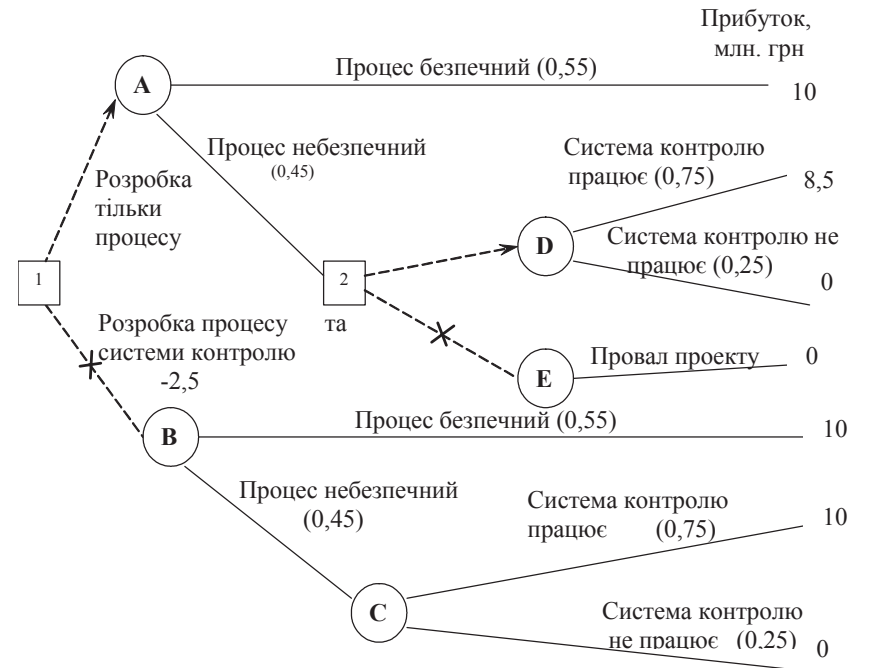 Прибуток,
млн. грн
Процес безпечний (0,55)
10
A
Процес небезпечний
(0,45)
Система контролю
працює (0,75)
8,5
Розробка
тільки
процесу
D
Система контролю не
працює (0,25)
0
1
2
Розробка процесу та
системи контролю
-2,5
Провал проекту
0
E
Процес безпечний (0,55)
10
B
Процес небезпечний
(0,45)
Система контролю
працює (0,75)
10
C
Система контролю
не працює (0,25)
0